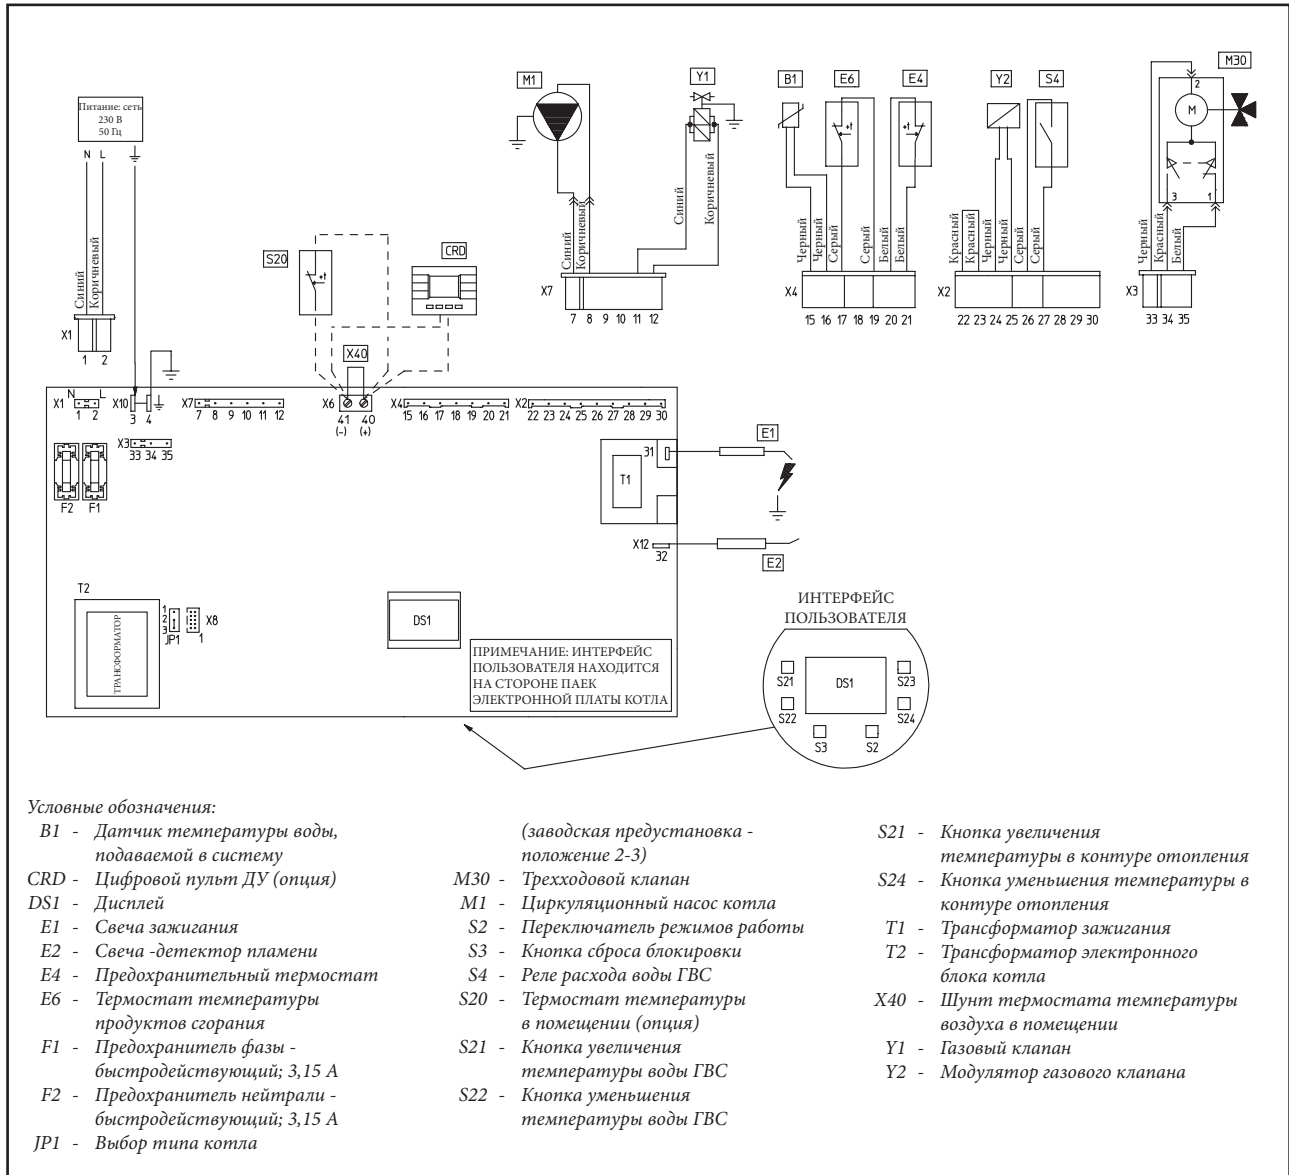 M1
Y1
B1
E6
E4
Y2
S4
M30
Питание: сеть
230 В
50 Гц
N L
Синий
Коричневый
X1
1 2
S20
CRD
X40
Синий
Коричневый
Синий
Коричневый
X7
7 8 9 10 11 12
Черный
Черный
Серый
Серый
Белый
Белый
X4
15 16 17 18 19 20 21
Красный
Красный
Черный
Черный
Серый
Серый
X2
22 23 24 25 26 27 28 29 30
2
M
3 1
Черный
Красный
Белый
X3
33 34 35
X1 N L
1 2
X10
3 4
X7
7 8 9 10 11 12
X6
41 40
(-) (+)
X4
15 16 17 18 19 20 21
X2
22 23 24 25 26 27 28 29 30
X3
33 34 35
F2 F1
31
T1
E1
X12
32
E2
T2
ТРАНСФОРМАТОР
1
2
3
JP1
X8
1
DS1
ПРИМЕЧАНИЕ: ИНТЕРФЕЙС
ПОЛЬЗОВАТЕЛЯ НАХОДИТСЯ
НА СТОРОНЕ ПАЕК
ЭЛЕКТРОННОЙ ПЛАТЫ КОТЛА
ИНТЕРФЕЙС
ПОЛЬЗОВАТЕЛЯ
S21
DS1
S23
S22
S24
S3
S2
Условные обозначения:
B1 - Датчик температуры воды,
подаваемой в систему
CRD - Цифровой пульт ДУ (опция)
DS1 - Дисплей
E1 - Свеча зажигания
E2 - Свеча -детектор пламени
E4 - Предохранительный термостат
E6 - Термостат температуры
продуктов сгорания
F1 - Предохранитель фазы -
быстродействующий; 3,15 А
F2 - Предохранитель нейтрали -
быстродействующий; 3,15 А
JP1 - Выбор типа котла
(заводская предустановка -
положение 2-3)
M30 - Трехходовой клапан
M1 - Циркуляционный насос котла
S2 - Переключатель режимов работы
S3 - Кнопка сброса блокировки
S4 - Реле расхода воды ГВС
S20 - Термостат температуры
в помещении (опция)
S21 - Кнопка увеличения
температуры воды ГВС
S22 - Кнопка уменьшения
температуры воды ГВС
S21 - Кнопка увеличения
температуры в контуре отопления
S24 - Кнопка уменьшения температуры в
контуре отопления
T1 - Трансформатор зажигания
T2 - Трансформатор электронного
блока котла
X40 - Шунт термостата температуры
воздуха в помещении
Y1 - Газовый клапан
Y2 - Модулятор газового клапана